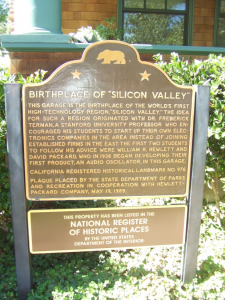 BIRTHPLACE OF "SILICON VALLEY"
THIS GARAGE IS THE BIRTHPLACE OF THE WORLD'S FIRST
HIGH-TECHNOLOGY REGION, "SILICON VALLEY." THE IDEA
FOR SUCH A REGION ORIGINATED WITH DR. FREDERICK
TERMAN, A STANFORD UNIVERSITY PROFESSOR WHO EN-
COURAGED HIS STUDENTS TO START UP THEIR OWN ELEC-
TRONICS COMPANIES IN THE AREA INSTEAD OF JOINING
ESTABLISHED FIRMS IN THE EAST. THE FIRST TWO STUDENTS
TO FOLLOW HIS ADVICE WERE WILLIAM R. HEWLETT AND
DAVID PACKARD, WHO IN 1938 BEGAN DEVELOPING THEIR
FIRST PRODUCT, AN AUDIO OSCILLATOR, IN THIS GARAGE.
CALIFORNIA REGISTERED HISTORICAL LANDMARK NO. 976
PLAQUE PLACED BY THE STATE DEPARTMENT OF PARKS
AND RECREATION IN COOPERATION WITH HEWLETT-
PACKARD COMPANY, MAY 19, 1989.
THIS PROPERTY HAS BEEN LISTED IN THE
NATIONAL REGISTER
OF HISTORIC PLACES
BY THE UNITED STATES
DEPARTMENT OF THE INTERIOR